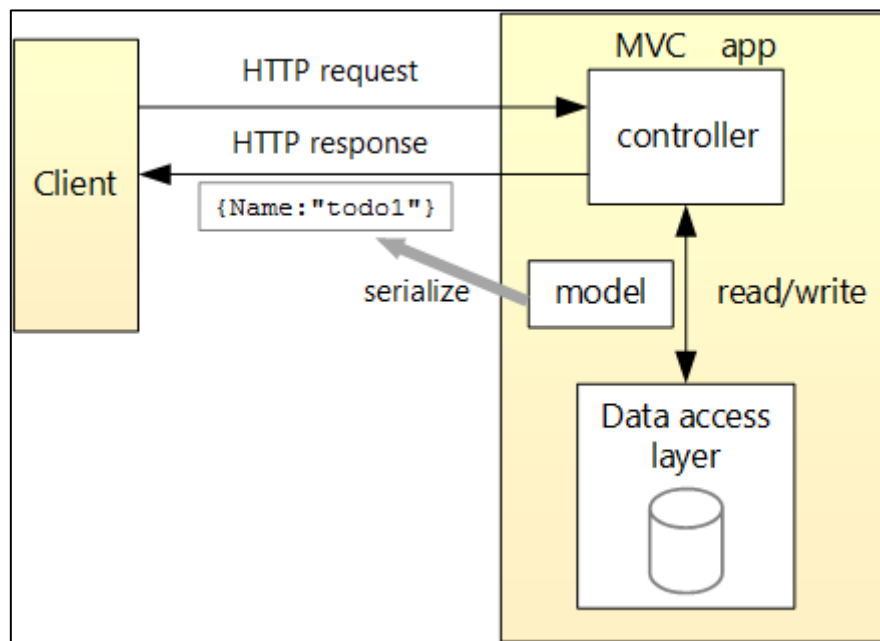 MVC app
HTTP request
controller
HTTP response
Client
{Name:"todo1"}
serialize
model
read/write
Data access
layer